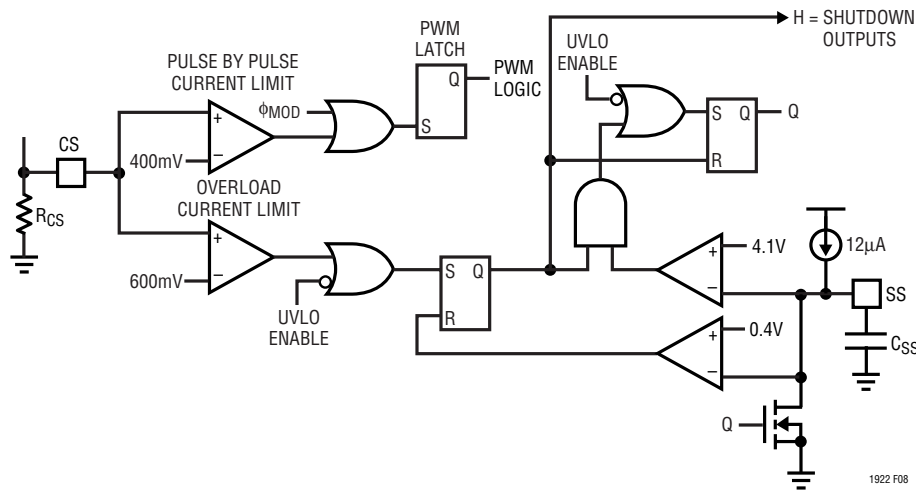 H = SHUTDOWN
OUTPUTS
PWM
LATCH
UVLO
ENABLE
PULSE BY PULSE
CURRENT LIMIT
Q
PWM
LOGIC
ΦMOD
S
S Q
Q
R
CS
+
–
400mV
OVERLOAD
CURRENT LIMIT
RCS
+
–
600mV
UVLO
ENABLE
S Q
R
+
–
4.1V
12µA
SS
CSS
+
–
0.4V
Q
1922 F08